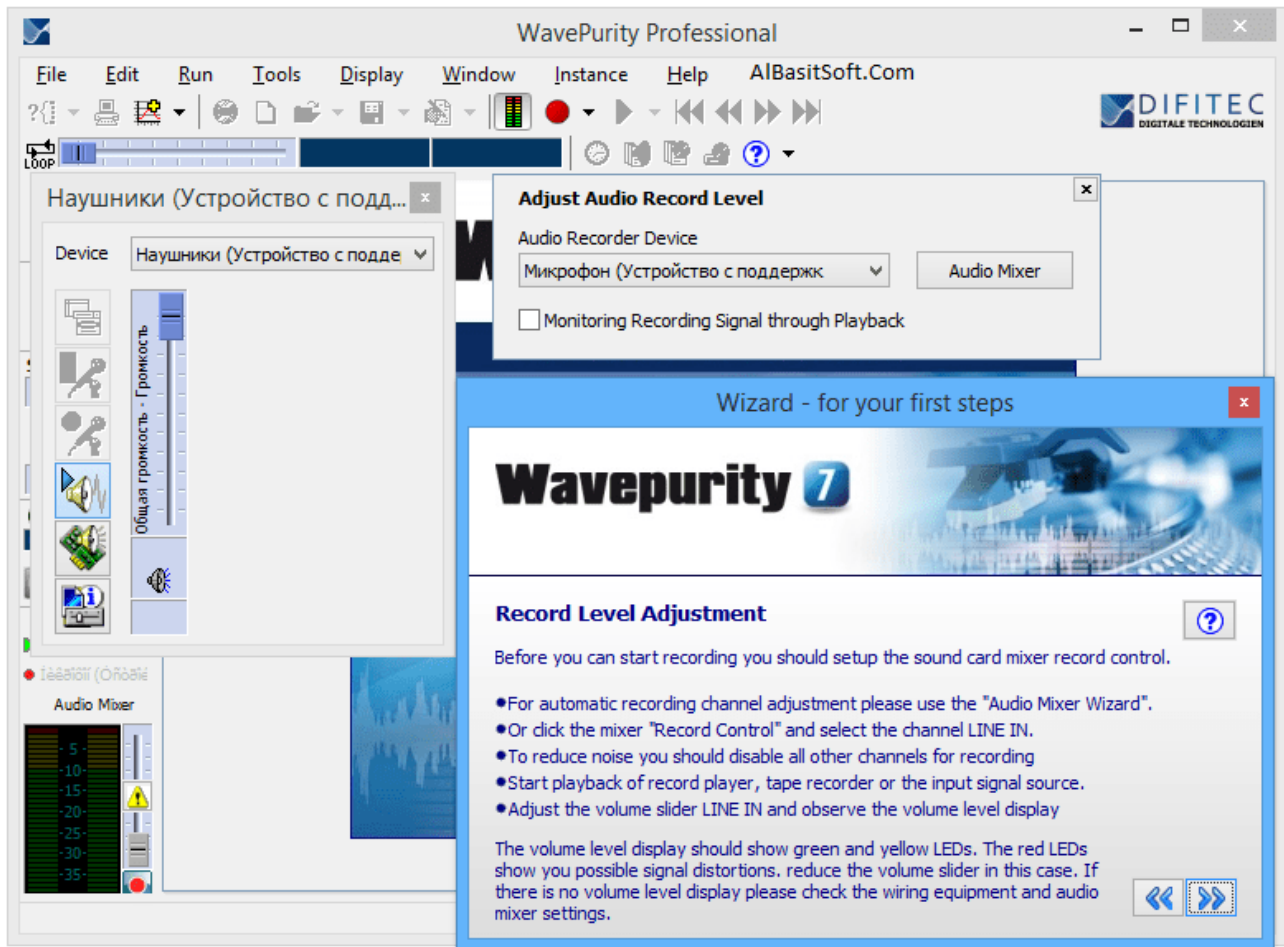 WavePurity Professional
File Edit Run Tools Display Window Instance Help AlBasitSoft.Com
DIFITEC
DIGITALE TECHNOLOGIEN
LOOP
Наушники (Устройство с подд...
Device Наушники (Устройство с подде
Общая громкость - Громкость
Adjust Audio Record Level
Audio Recorder Device
Микрофон (Устройство с поддержк
Audio Mixer
Monitoring Recording Signal through Playback
Audio Mixer
- 5 -
-10-
-15-
-20-
-25-
-30-
-35-
Wizard - for your first steps
Wavepurity 7
Record Level Adjustment
Before you can start recording you should setup the sound card mixer record control.
•For automatic recording channel adjustment please use the "Audio Mixer Wizard".
•Or click the mixer "Record Control" and select the channel LINE IN.
•To reduce noise you should disable all other channels for recording
•Start playback of record player, tape recorder or the input signal source.
•Adjust the volume slider LINE IN and observe the volume level display
The volume level display should show green and yellow LEDs. The red LEDs
show you possible signal distortions. reduce the volume slider in this case. If
there is no volume level display please check the wiring equipment and audio
mixer settings.